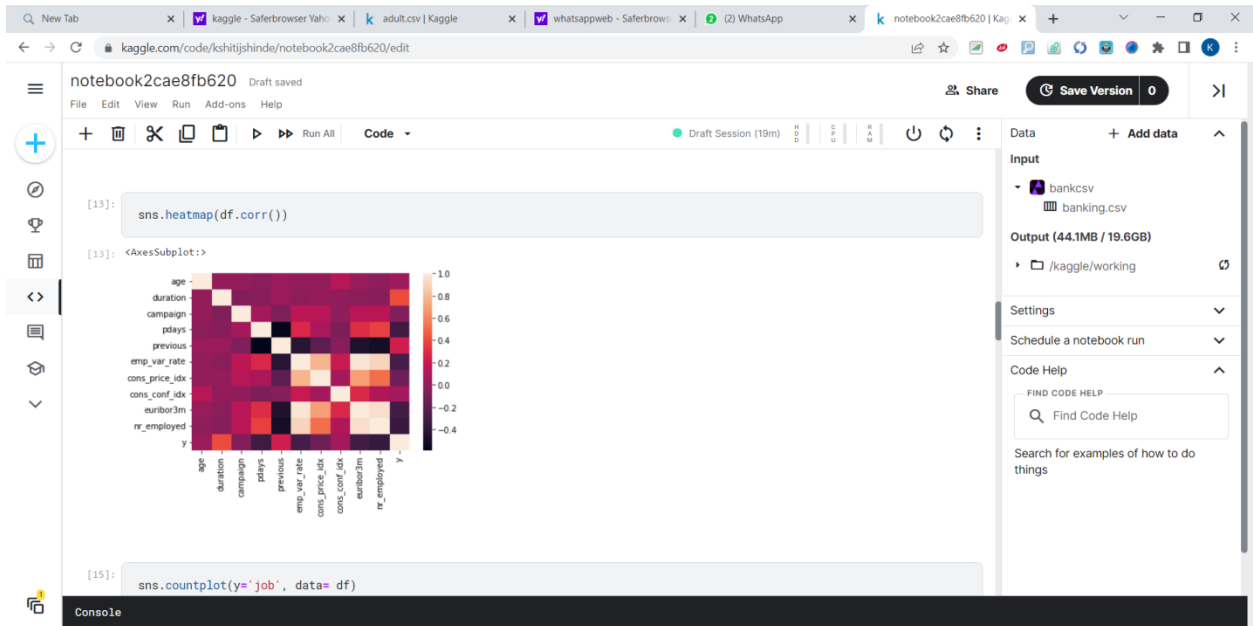 New Tab
kaggle - Saferbrowser Yaho
adult.csv | Kaggle
whatsappweb - Saferbrows
(2) WhatsApp
notebook2cae8fb620 | Kag
kaggle.com/code/kshitijshinde/notebook2cae8fb620/edit
K
notebook2cae8fb620 Draft saved
File Edit View Run Add-ons Help
Share
Save Version 0
Run All
Code
Draft Session (19m)
HDD
CPU
RAM
Data
+ Add data
Input
bankcsv
banking.csv
Output (44.1MB / 19.6GB)
/kaggle/working
Settings
Schedule a notebook run
Code Help
FIND CODE HELP
Find Code Help
Search for examples of how to do
things
[13]:
sns.heatmap(df.corr())
[13]: <AxesSubplot:>
age
duration
campaign
pdays
previous
emp_var_rate
cons_price_idx
cons_conf_idx
euribor3m
nr_employed
y
1.0
0.8
0.6
0.4
0.2
0.0
−0.2
−0.4
age
duration
campaign
pdays
previous
emp_var_rate
cons_price_idx
cons_conf_idx
euribor3m
nr_employed
y
[15]:
sns.countplot(y='job', data= df)
1
Console